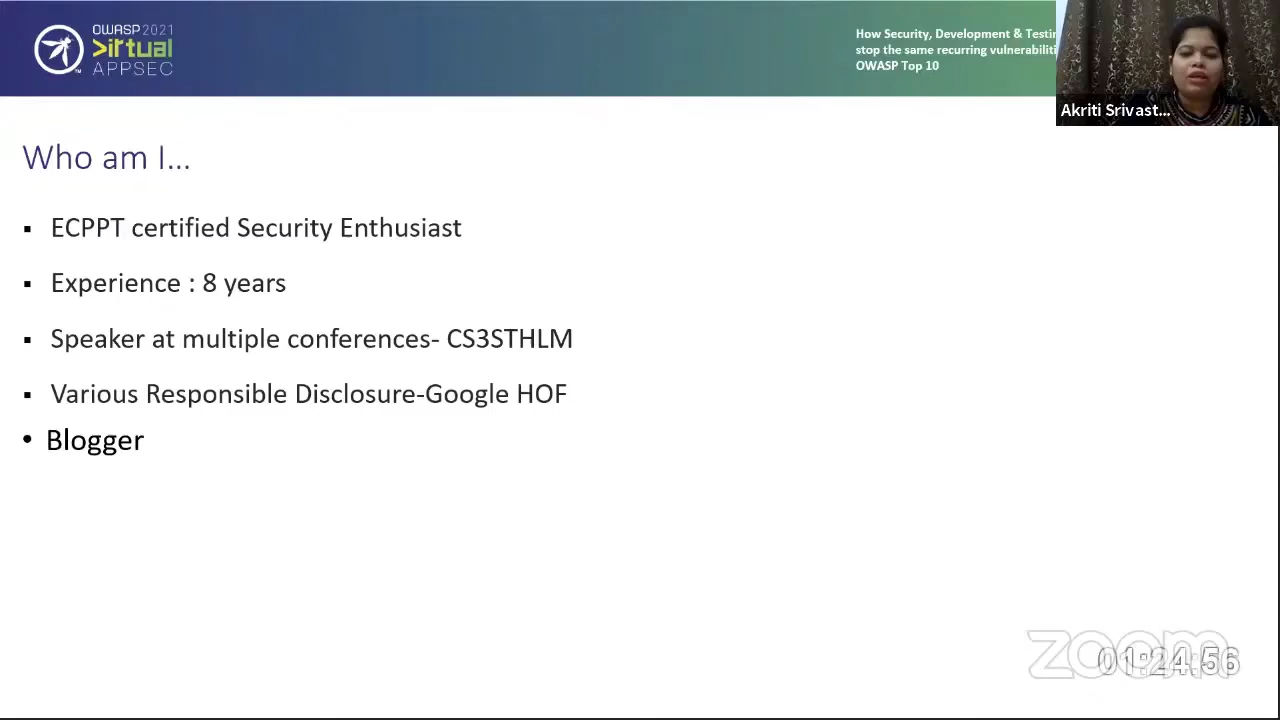 OWASP 2021
Virtual
APPSEC
How Security, Development & Testin
stop the same recurring vulnerabiliti
OWASP Top 10
Akriti Srivast...
Who am I...
▪ ECPPT certified Security Enthusiast
▪ Experience : 8 years
▪ Speaker at multiple conferences- CS3STHLM
▪ Various Responsible Disclosure-Google HOF
• Blogger
zoom
01:24:56